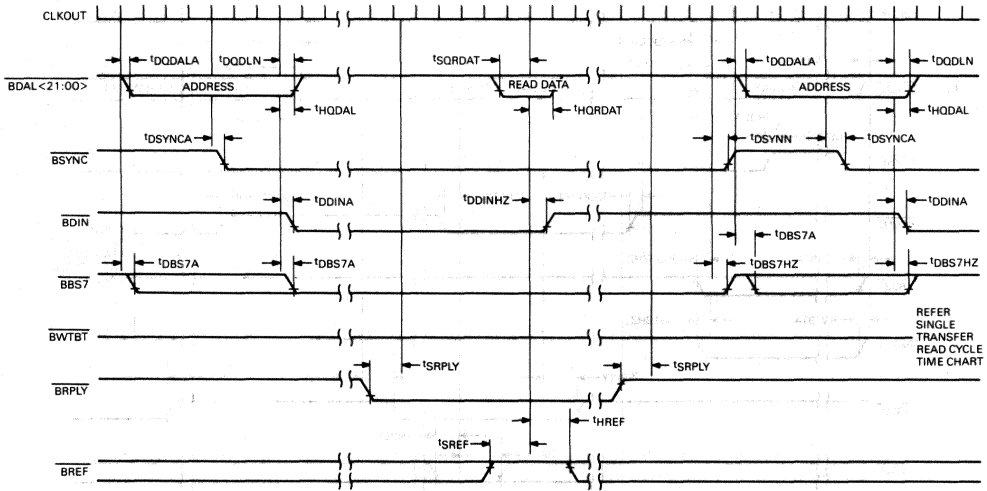 CLKOUT
tDQDALA
tDQDLN
tSQRDAT
tDQDALA
tDQDLN
BDAL<21:00>
ADDRESS
READ DATA
ADDRESS
tHQDAL
tHQRDAT
tHQDAL
tDSYNCA
tDSYNN
tDSYNCA
BSYNC
tDDINA
tDDINHZ
tDDINA
BDIN
tDBS7A
tDBS7A
tDBS7A
tDBS7HZ
tDBS7HZ
BBS7
BWTBT
REFER
SINGLE
TRANSFER
READ CYCLE
TIME CHART
tSRPLY
tSRPLY
BRPLY
tHREF
tSREF
BREF